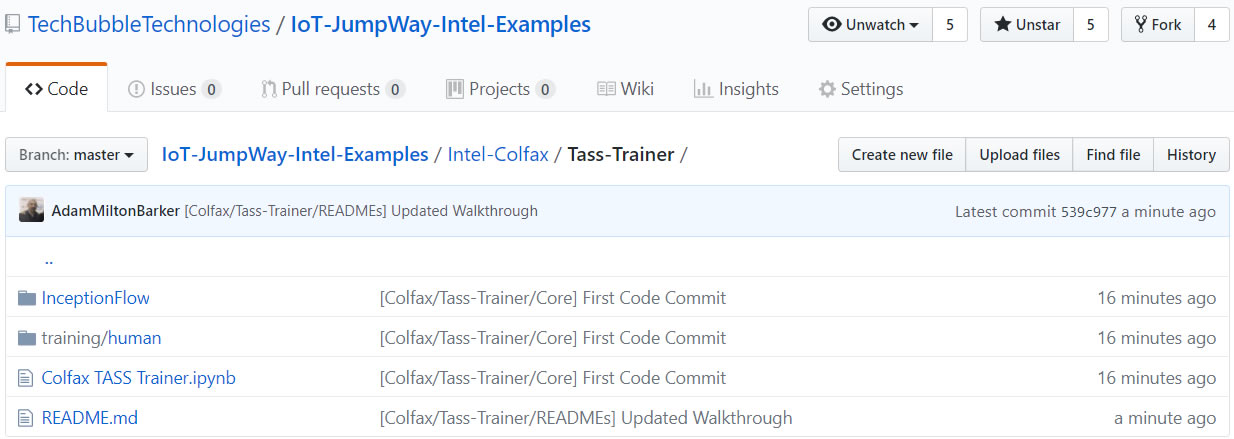 TechBubbleTechnologies / IoT-JumpWay-Intel-Examples Unwatch 5 Unstar 5 Fork 4
Code Issues 0 Pull requests 0 Projects 0 Wiki Insights Settings
Branch: master IoT-JumpWay-Intel-Examples / Intel-Colfax / Tass-Trainer / Create new file Upload files Find file History
AdamMiltonBarker [Colfax/Tass-Trainer/READMEs] Updated Walkthrough Latest commit 539c977 a minute ago
..
InceptionFlow [Colfax/Tass-Trainer/Core] First Code Commit 16 minutes ago
training/human [Colfax/Tass-Trainer/Core] First Code Commit 16 minutes ago
Colfax TASS Trainer.ipynb [Colfax/Tass-Trainer/Core] First Code Commit 16 minutes ago
README.md [Colfax/Tass-Trainer/READMEs] Updated Walkthrough a minute ago